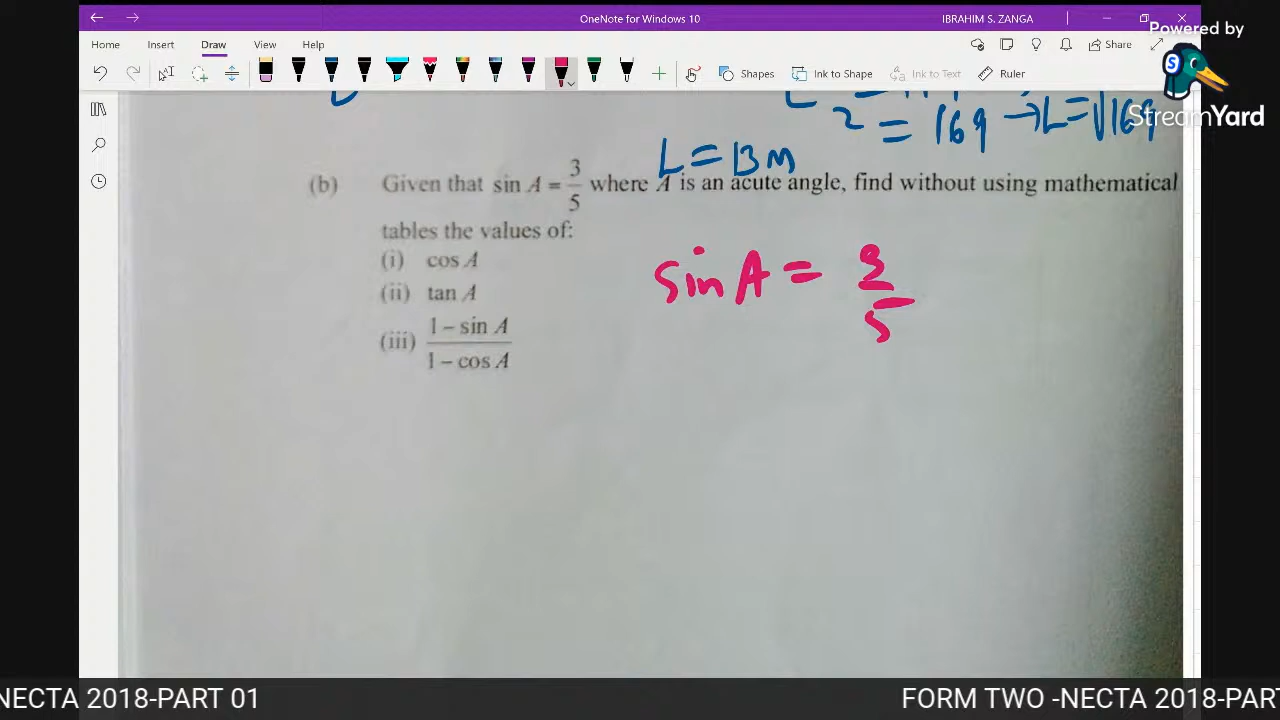 OneNote for Windows 10
IBRAHIM S. ZANGA
Powered by
StreamYard
Home Insert Draw View Help
Share
Shapes Ink to Shape Ink to Text Ruler
2 = 169 → L = √169
L = 13 m
(b) Given that sin A = 3/5 where A is an acute angle, find without using mathematical
tables the values of:
(i) cos A
(ii) tan A
(iii) 1 – sin A
1 – cos A
sin A = 3/5
NECTA 2018-PART 01
FORM TWO -NECTA 2018-PART